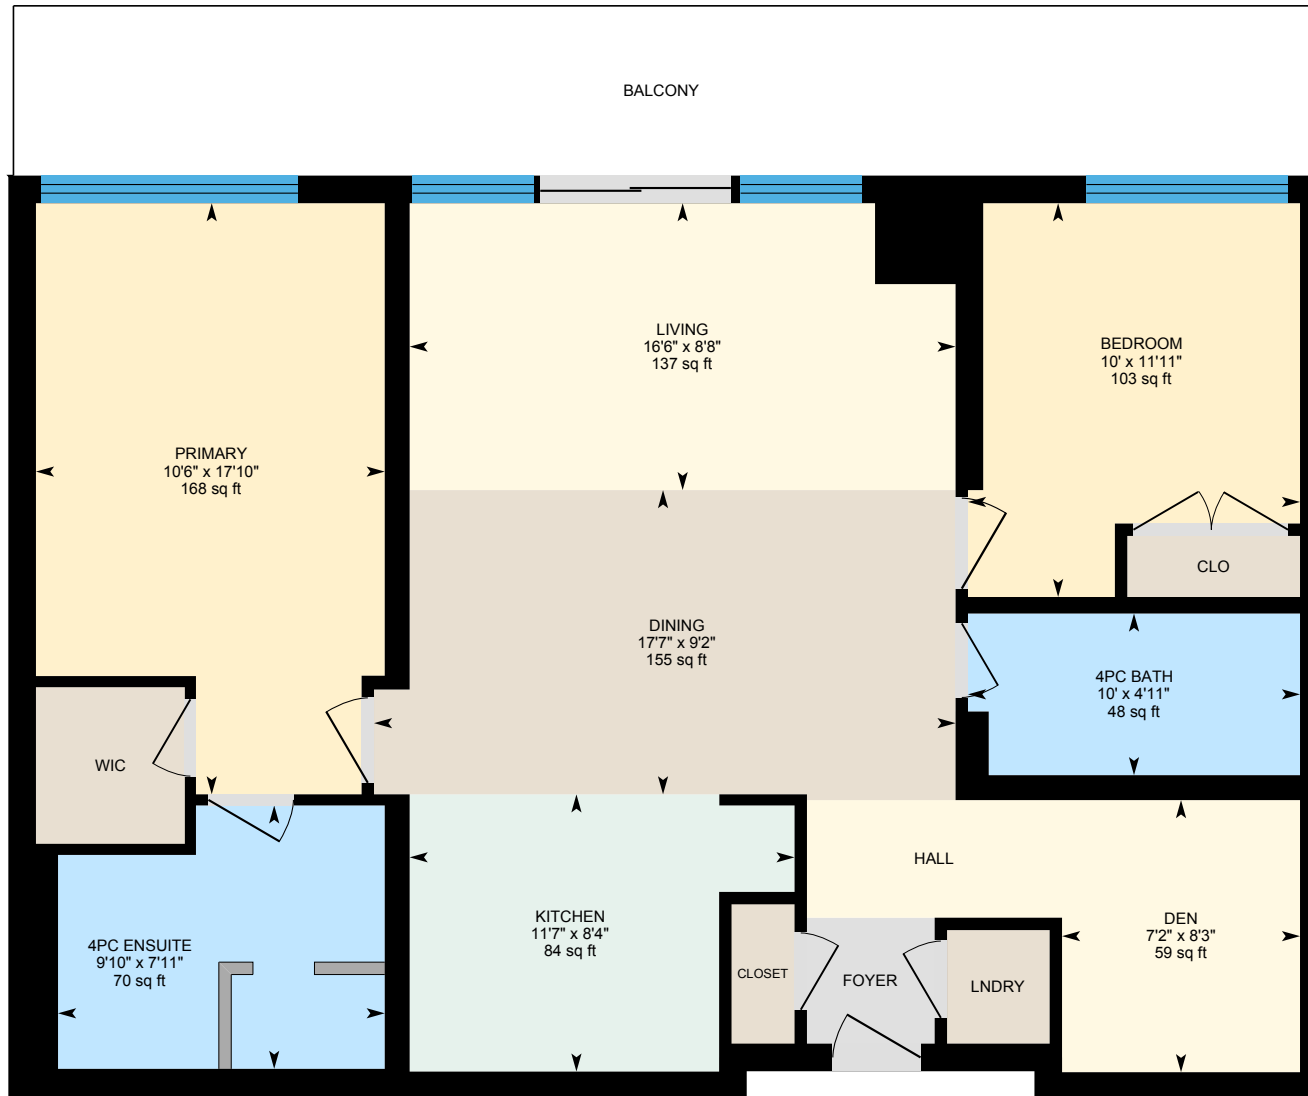 BALCONY
LIVING
16'6" x 8'8"
137 sq ft
BEDROOM
10' x 11'11"
103 sq ft
PRIMARY
10'6" x 17'10"
168 sq ft
CLO
DINING
17'7" x 9'2"
155 sq ft
4PC BATH
10' x 4'11"
48 sq ft
WIC
HALL
KITCHEN
11'7" x 8'4"
84 sq ft
DEN
7'2" x 8'3"
59 sq ft
4PC ENSUITE
9'10" x 7'11"
70 sq ft
CLOSET
FOYER
LNDRY